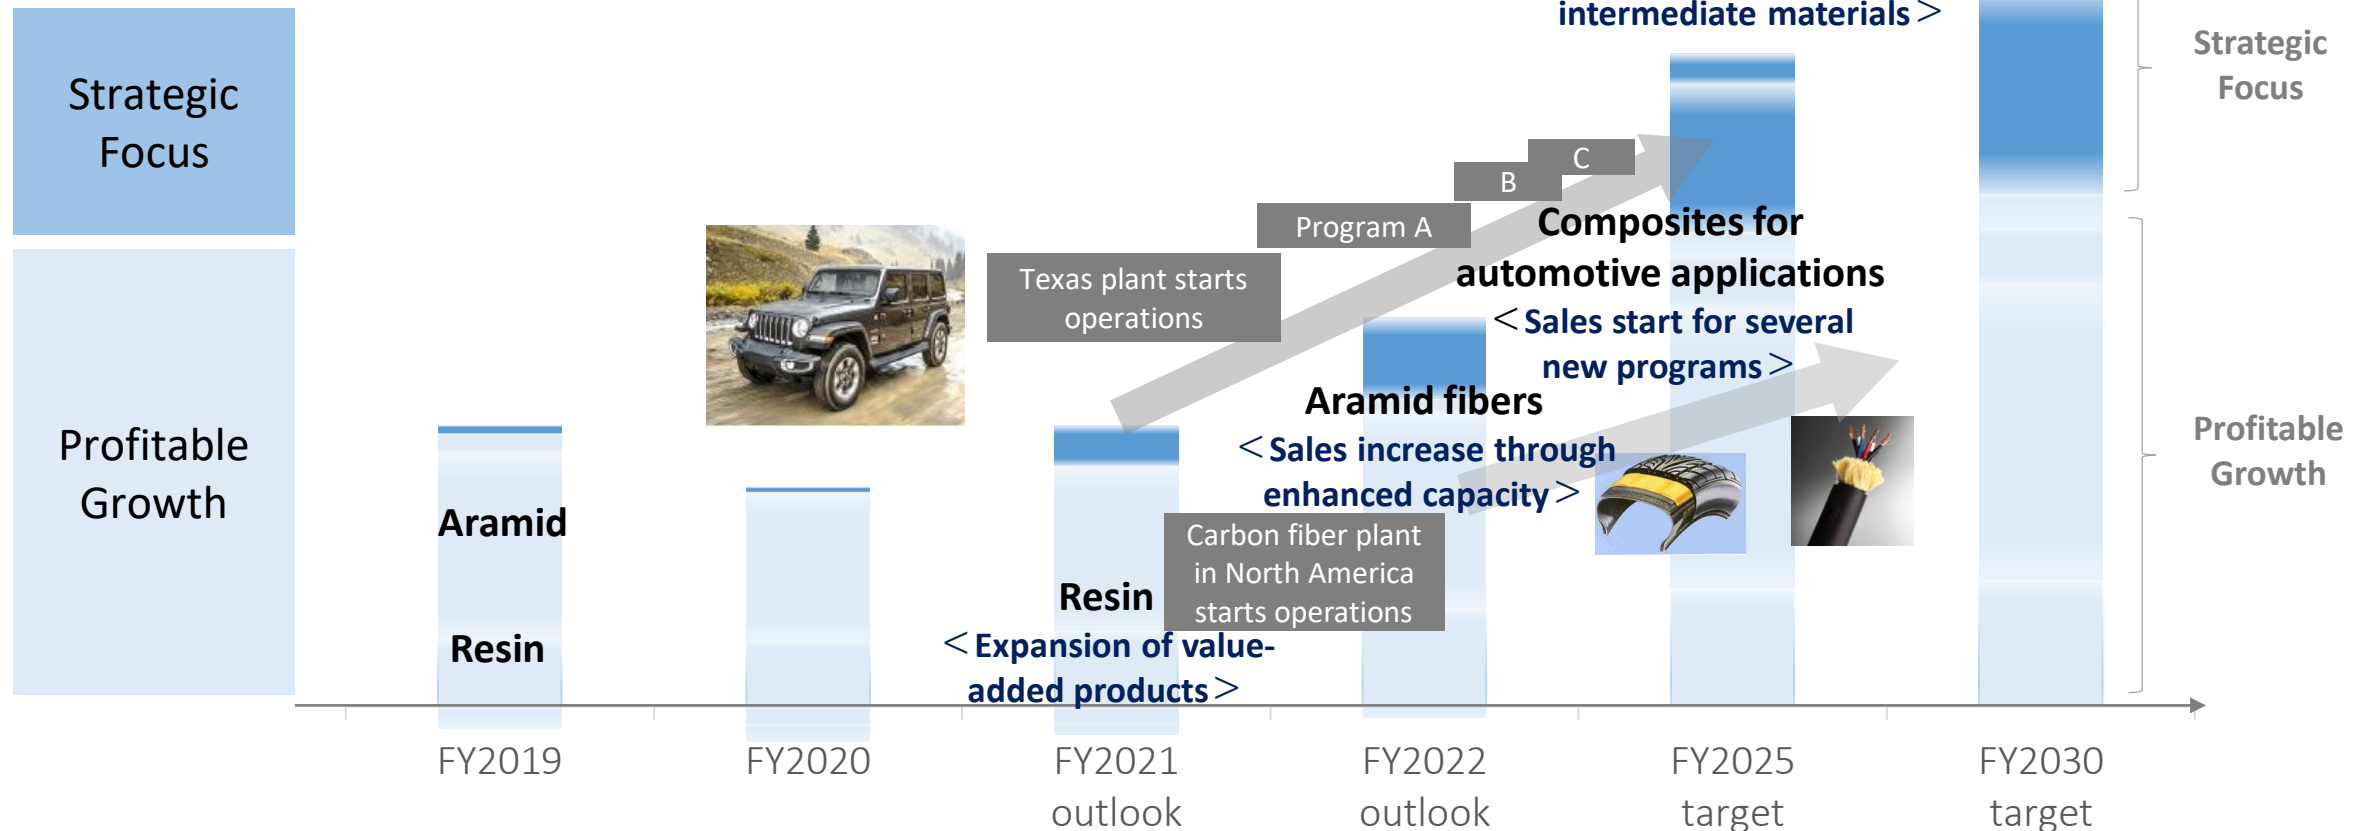 intermediate materials＞
Strategic
Focus
Strategic
Focus
C
B
Program A
Composites for
automotive applications
＜Sales start for several
new programs＞
Texas plant starts
operations
Aramid fibers
＜Sales increase through
enhanced capacity＞
Profitable
Growth
Profitable
Growth
Aramid
Carbon fiber plant
in North America
starts operations
Resin
＜Expansion of value-
added products＞
Resin
FY2019
FY2020
FY2021
outlook
FY2022
outlook
FY2025
target
FY2030
target